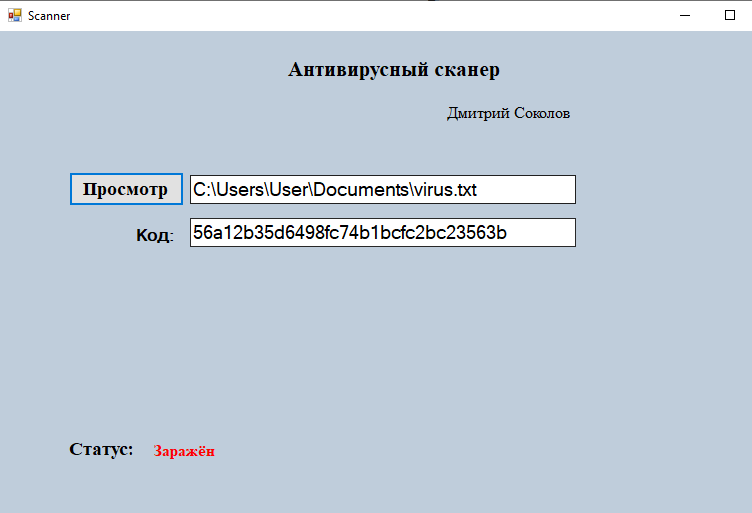 Scanner
Антивирусный сканер
Дмитрий Соколов
Просмотр C:\Users\User\Documents\virus.txt
Код: 56a12b35d6498fc74b1bcfc2bc23563b
Статус: Заражён